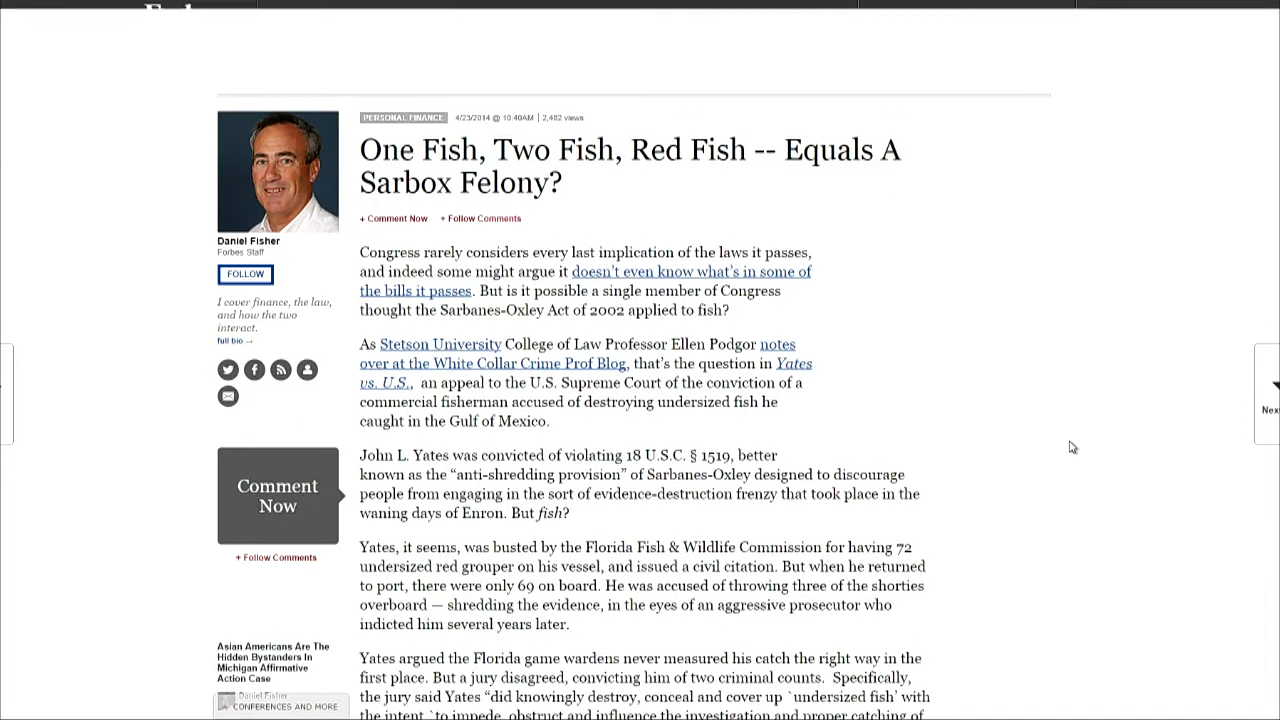 PERSONAL FINANCE 4/23/2014 @ 10:40AM | 2,462 views
One Fish, Two Fish, Red Fish -- Equals A
Sarbox Felony?
+ Comment Now + Follow Comments
Daniel Fisher
Forbes Staff
FOLLOW
I cover finance, the law,
and how the two
interact.
full bio →
Comment
Now
+ Follow Comments
Asian Americans Are The
Hidden Bystanders In
Michigan Affirmative
Action Case
Daniel Fisher
CONFERENCES AND MORE
Congress rarely considers every last implication of the laws it passes,
and indeed some might argue it doesn't even know what's in some of
the bills it passes. But is it possible a single member of Congress
thought the Sarbanes-Oxley Act of 2002 applied to fish?
As Stetson University College of Law Professor Ellen Podgor notes
over at the White Collar Crime Prof Blog, that's the question in Yates
vs. U.S., an appeal to the U.S. Supreme Court of the conviction of a
commercial fisherman accused of destroying undersized fish he
caught in the Gulf of Mexico.
John L. Yates was convicted of violating 18 U.S.C. § 1519, better
known as the “anti-shredding provision” of Sarbanes-Oxley designed to discourage
people from engaging in the sort of evidence-destruction frenzy that took place in the
waning days of Enron. But fish?
Yates, it seems, was busted by the Florida Fish & Wildlife Commission for having 72
undersized red grouper on his vessel, and issued a civil citation. But when he returned
to port, there were only 69 on board. He was accused of throwing three of the shorties
overboard — shredding the evidence, in the eyes of an aggressive prosecutor who
indicted him several years later.
Yates argued the Florida game wardens never measured his catch the right way in the
first place. But a jury disagreed, convicting him of two criminal counts. Specifically,
the jury said Yates “did knowingly destroy, conceal and cover up `undersized fish' with
the intent `to impede, obstruct and influence the investigation and proper catching of